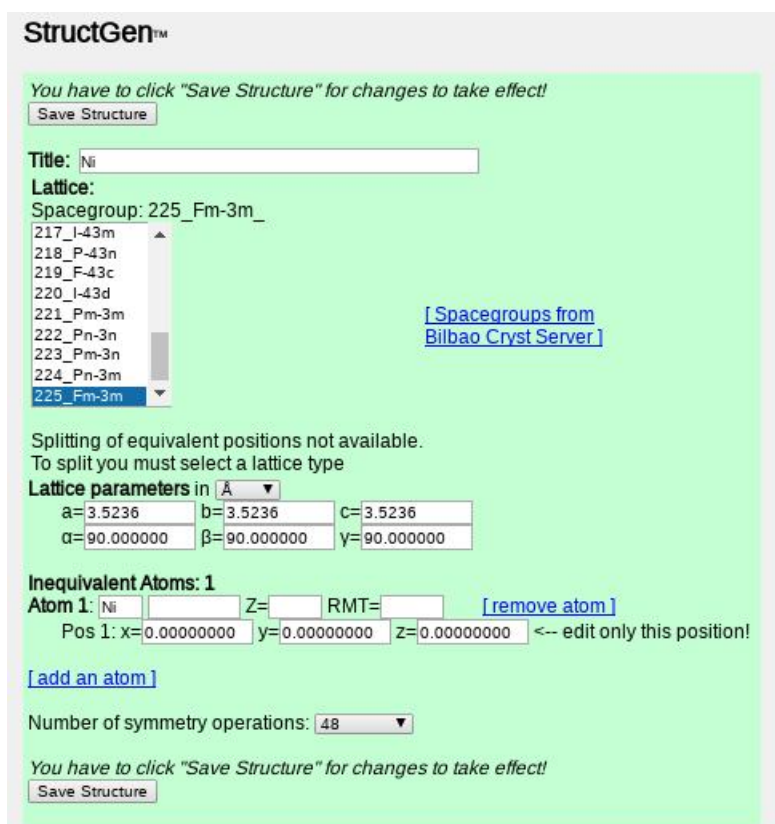 StructGen™
You have to click "Save Structure" for changes to take effect!
Save Structure
Title: Ni
Lattice:
Spacegroup: 225_Fm-3m_
217_I-43m
218_P-43n
219_F-43c
220_I-43d
221_Pm-3m
222_Pn-3n
223_Pm-3n
224_Pn-3m
225_Fm-3m
[ Spacegroups from
Bilbao Cryst Server ]
Splitting of equivalent positions not available.
To split you must select a lattice type
Lattice parameters in Å
a=3.5236 b=3.5236 c=3.5236
α=90.000000 β=90.000000 γ=90.000000
Inequivalent Atoms: 1
Atom 1: Ni Z= RMT= [ remove atom ]
Pos 1: x=0.00000000 y=0.00000000 z=0.00000000 <-- edit only this position!
[ add an atom ]
Number of symmetry operations: 48
You have to click "Save Structure" for changes to take effect!
Save Structure